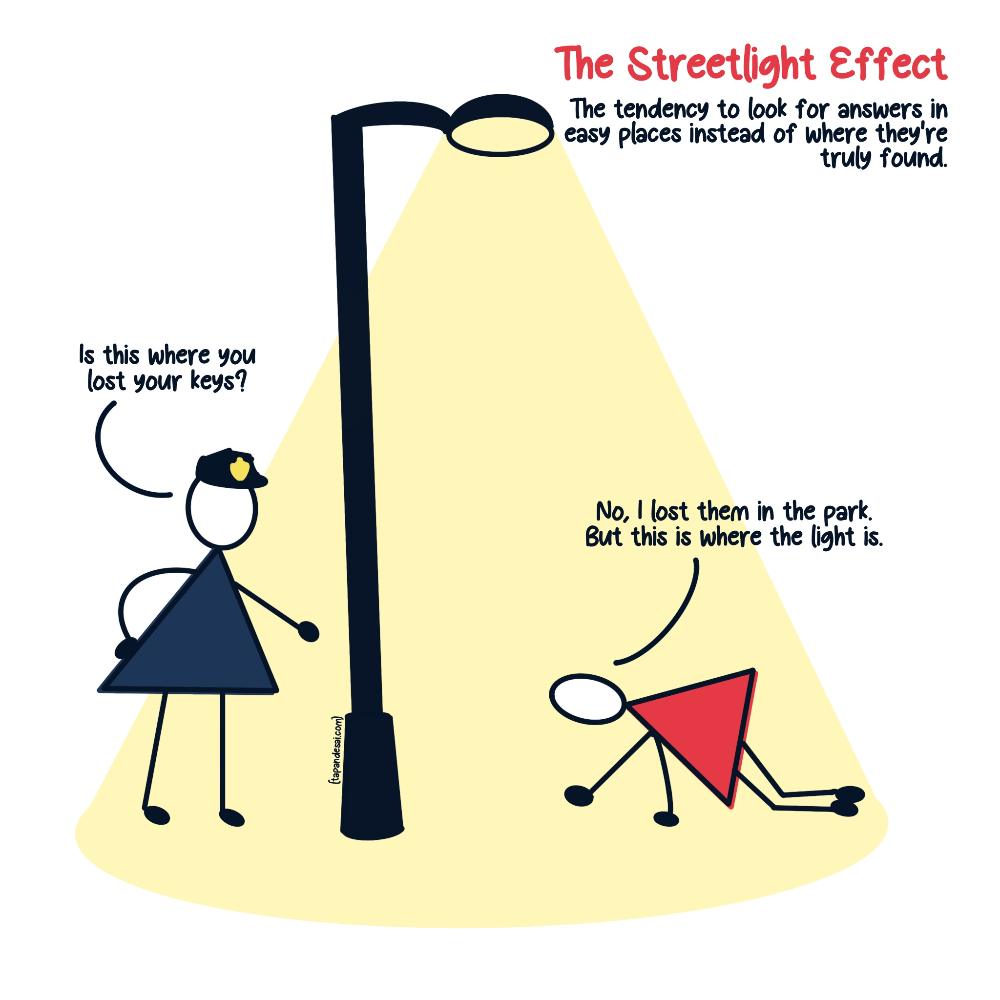 The Streetlight Effect
The tendency to look for answers in
easy places instead of where they're
truly found.
Is this where you
lost your keys?
No, I lost them in the park.
But this is where the light is.
(tapandesai.com)